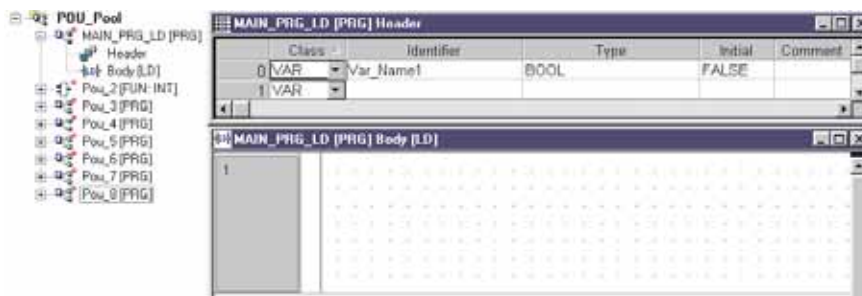 POU_Pool
MAIN_PRG_LD [PRG]
Header
Body [LD]
Pou_2 [FUN: INT]
Pou_3 [PRG]
Pou_4 [PRG]
Pou_5 [PRG]
Pou_6 [PRG]
Pou_7 [PRG]
Pou_8 [PRG]
MAIN_PRG_LD [PRG] Header
Class Identifier Type Initial Comment
0 VAR Var_Name1 BOOL FALSE
1 VAR
MAIN_PRG_LD [PRG] Body [LD]
1